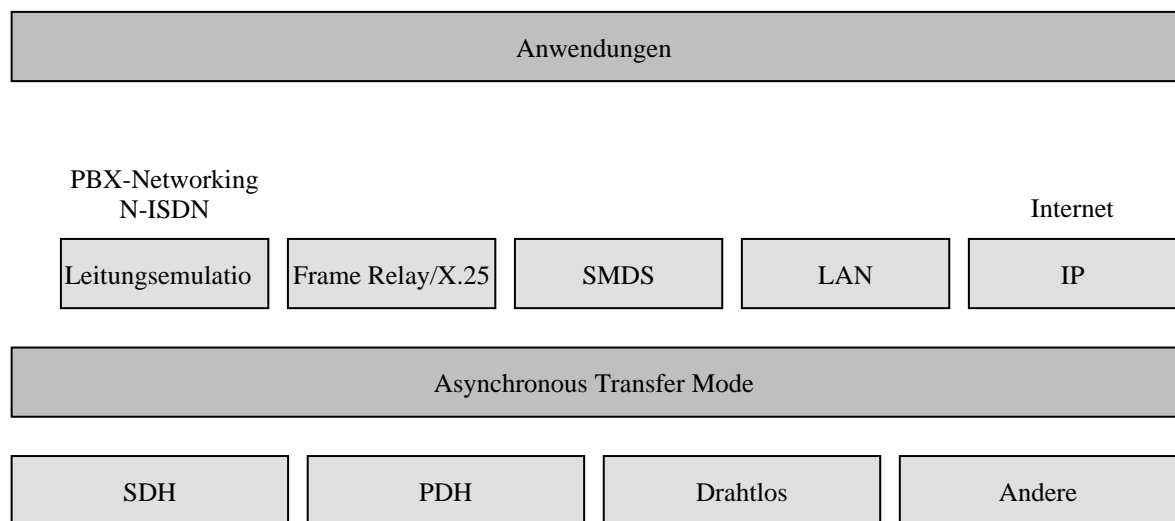 Anwendungen
PBX-Networking
N-ISDN
Internet
Leitungsemulatio
Frame Relay/X.25
SMDS
LAN
IP
Asynchronous Transfer Mode
SDH
PDH
Drahtlos
Andere